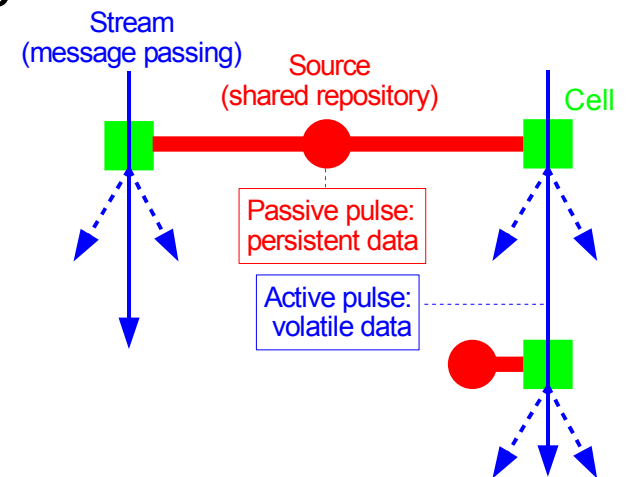 Stream
(message passing)
Source
(shared repository)
Cell
Passive pulse:
persistent data
Active pulse:
volatile data